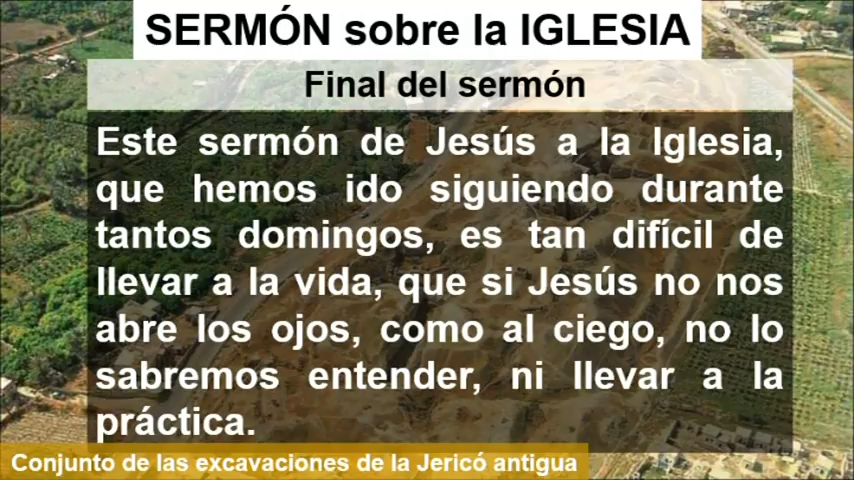 SERMÓN sobre la IGLESIA
Final del sermón
Este sermón de Jesús a la Iglesia,
que hemos ido siguiendo durante
tantos domingos, es tan difícil de
llevar a la vida, que si Jesús no nos
abre los ojos, como al ciego, no lo
sabremos entender, ni llevar a la
práctica.
Conjunto de las excavaciones de la Jericó antigua